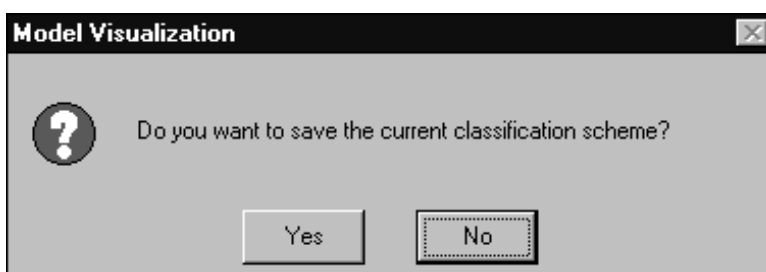 Model Visualization
Do you want to save the current classification scheme?
Yes No